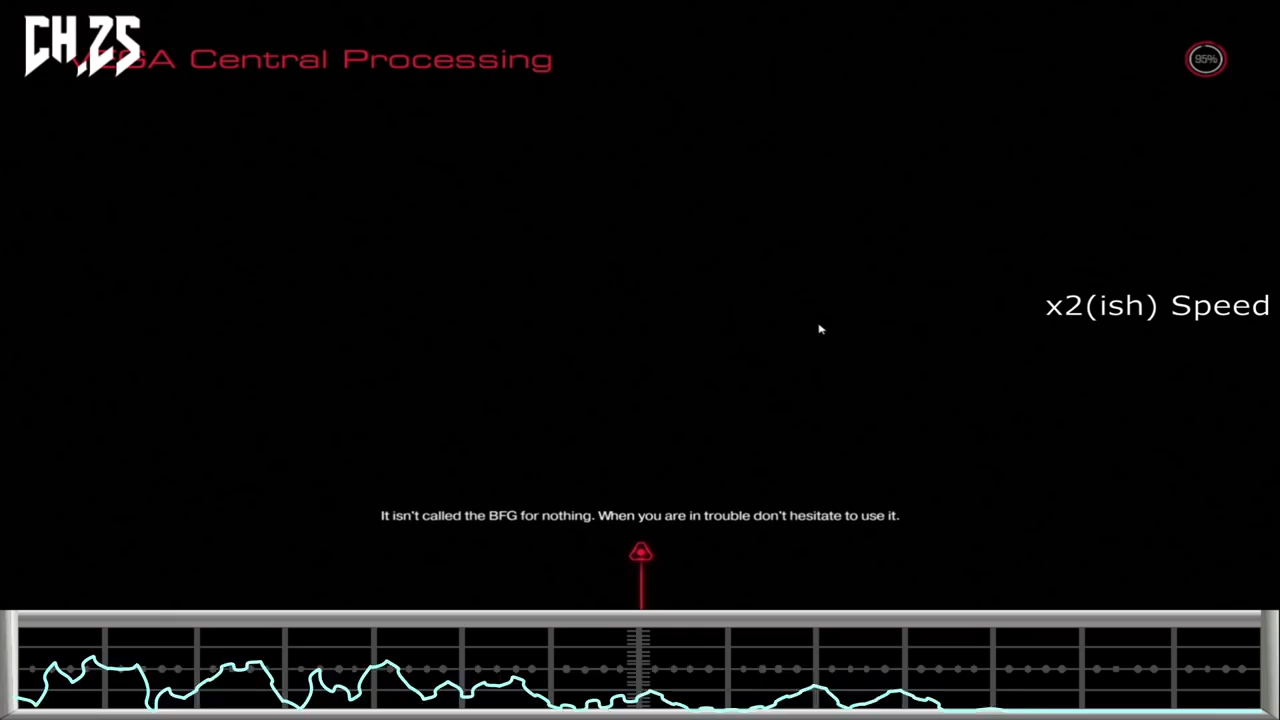 CH.25
VEGA Central Processing
95%
x2(ish) Speed
It isn't called the BFG for nothing. When you are in trouble don't hesitate to use it.